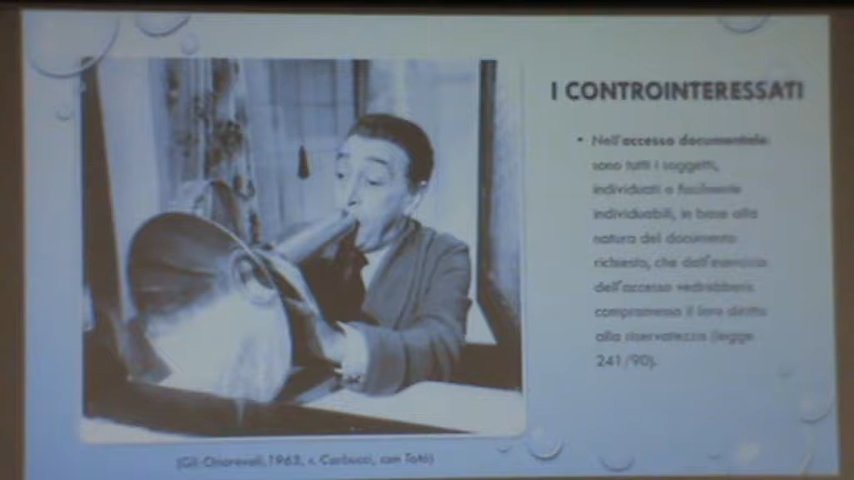 I CONTROINTERESSATI
• Nell'accesso documentale:
sono tutti i soggetti,
individuati o facilmente
individuabili, in base alla
natura del documento
richiesto, che dall'esercizio
dell'accesso vedrebbero
compromesso il loro diritto
alla riservatezza (legge
241/90).
(Gli Onorevoli, 1963, r. Corbucci, con Totò)